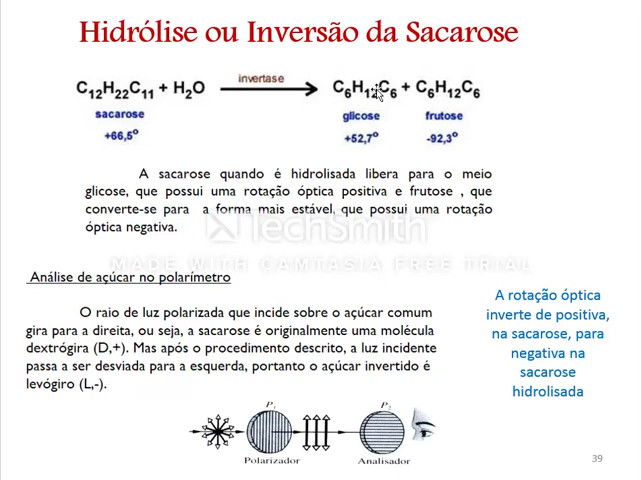 Hidrólise ou Inversão da Sacarose
invertase
C12H22C11 + H2O C6H12C6 + C6H12C6
sacarose glicose frutose
+66,5° +52,7° -92,3°
A sacarose quando é hidrolisada libera para o meio
glicose, que possui uma rotação óptica positiva e frutose , que
converte-se para a forma mais estável, que possui uma rotação
óptica negativa.
TechSmith
MADE WITH CAMTASIA FREE TRIAL
Análise de açúcar no polarímetro
O raio de luz polarizada que incide sobre o açúcar comum
gira para a direita, ou seja, a sacarose é originalmente uma molécula
dextrógira (D,+). Mas após o procedimento descrito, a luz incidente
passa a ser desviada para a esquerda, portanto o açúcar invertido é
levógiro (L,-).
A rotação óptica
inverte de positiva,
na sacarose, para
negativa na
sacarose
hidrolisada
P1 P2
Polarizador Analisador
39